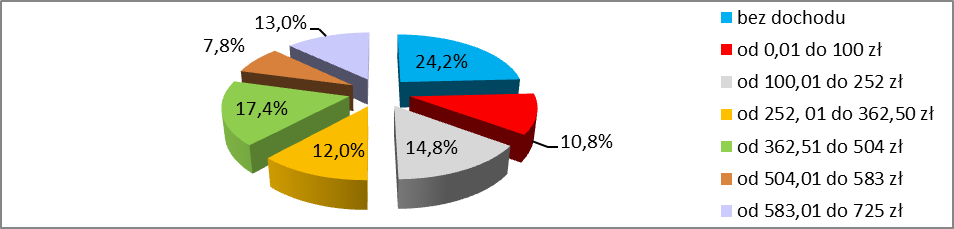 13,0%
7,8%
24,2%
17,4%
12,0%
14,8%
10,8%
bez dochodu
od 0,01 do 100 zł
od 100,01 do 252 zł
od 252, 01 do 362,50 zł
od 362,51 do 504 zł
od 504,01 do 583 zł
od 583,01 do 725 zł